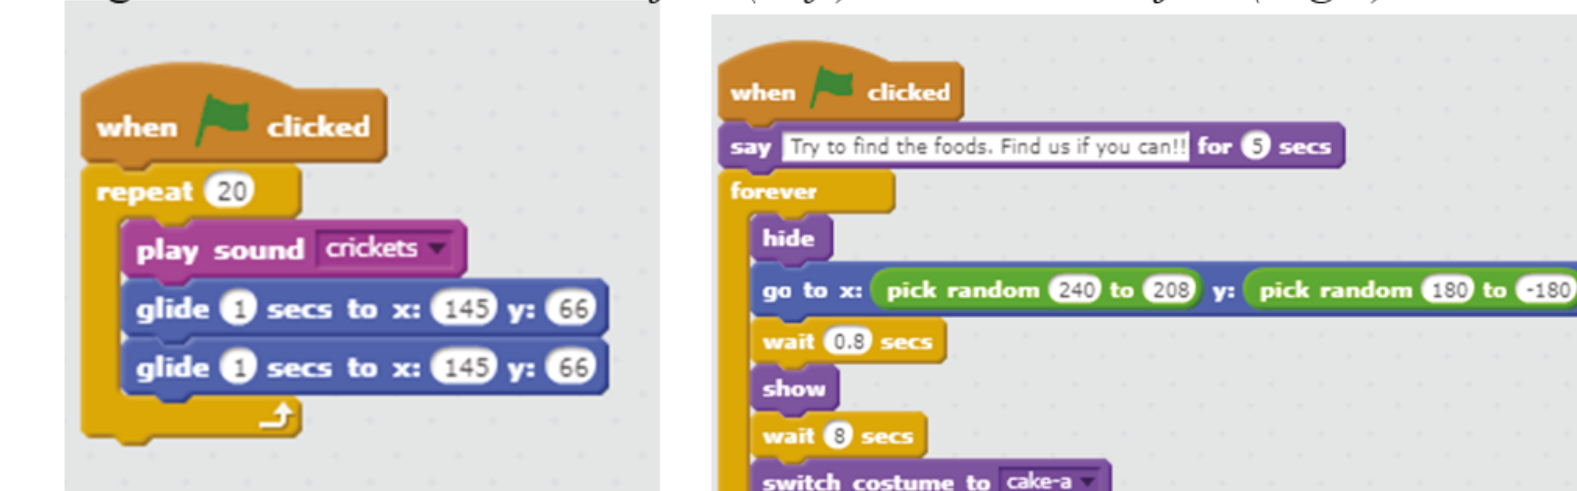 when clicked
repeat 20
play sound crickets
glide 1 secs to x: 145 y: 66
glide 1 secs to x: 145 y: 66
when clicked
say Try to find the foods. Find us if you can!! for 5 secs
forever
hide
go to x: pick random 240 to 208 y: pick random 180 to -180
wait 0.8 secs
show
wait 8 secs
switch costume to cake-a